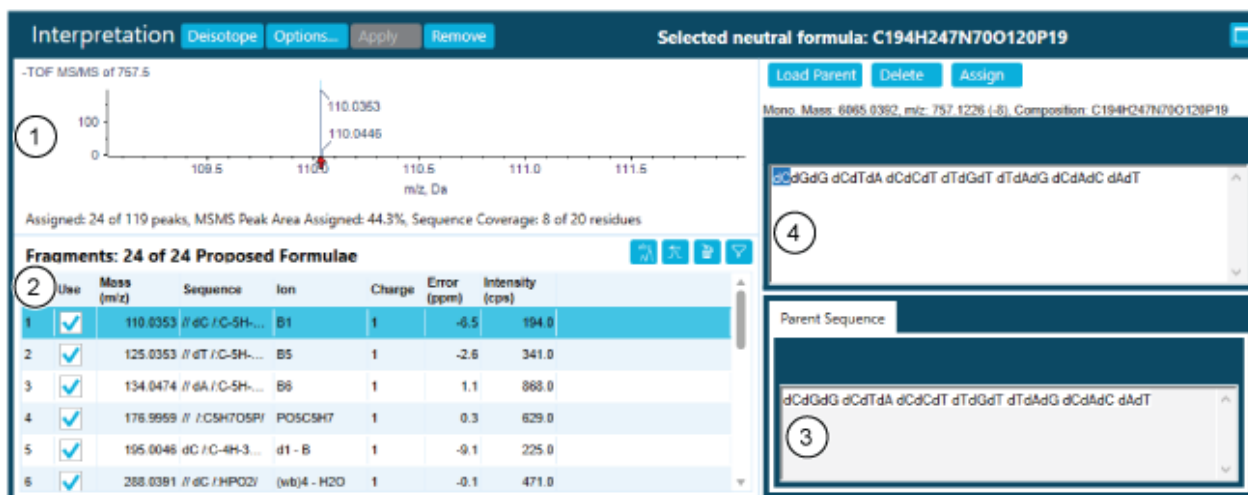 Interpretation Deisotope Options... Apply Remove Selected neutral formula: C194H247N70O120P19
-TOF MS/MS of 757.5
110.0353
100
110.0446
0
109.5 110.0 110.5 111.0 111.5
m/z, Da
1
Assigned: 24 of 119 peaks, MSMS Peak Area Assigned: 44.3%, Sequence Coverage: 8 of 20 residues
Fragments: 24 of 24 Proposed Formulae
2
Use Mass (m/z) Sequence Ion Charge Error (ppm) Intensity (cps)
1 110.0353 // dC /:C-5H-... B1 1 -6.5 194.0
2 125.0353 // dT /:C-5H-... B5 1 -2.6 341.0
3 134.0474 // dA /:C-5H-... B6 1 1.1 868.0
4 176.9959 // /:C5H7O5P/ PO5C5H7 1 0.3 629.0
5 195.0046 dC /:C-4H-3... d1 - B 1 -9.1 225.0
6 288.0391 // dC /:HPO2/ (wb)4 - H2O 1 -0.1 471.0
Load Parent Delete Assign
Mono. Mass: 6065.0392, m/z: 757.1226 (-8), Composition: C194H247N70O120P19
dCdGdG dCdTdA dCdCdT dTdGdT dTdAdG dCdAdC dAdT
4
Parent Sequence
dCdGdG dCdTdA dCdCdT dTdGdT dTdAdG dCdAdC dAdT
3